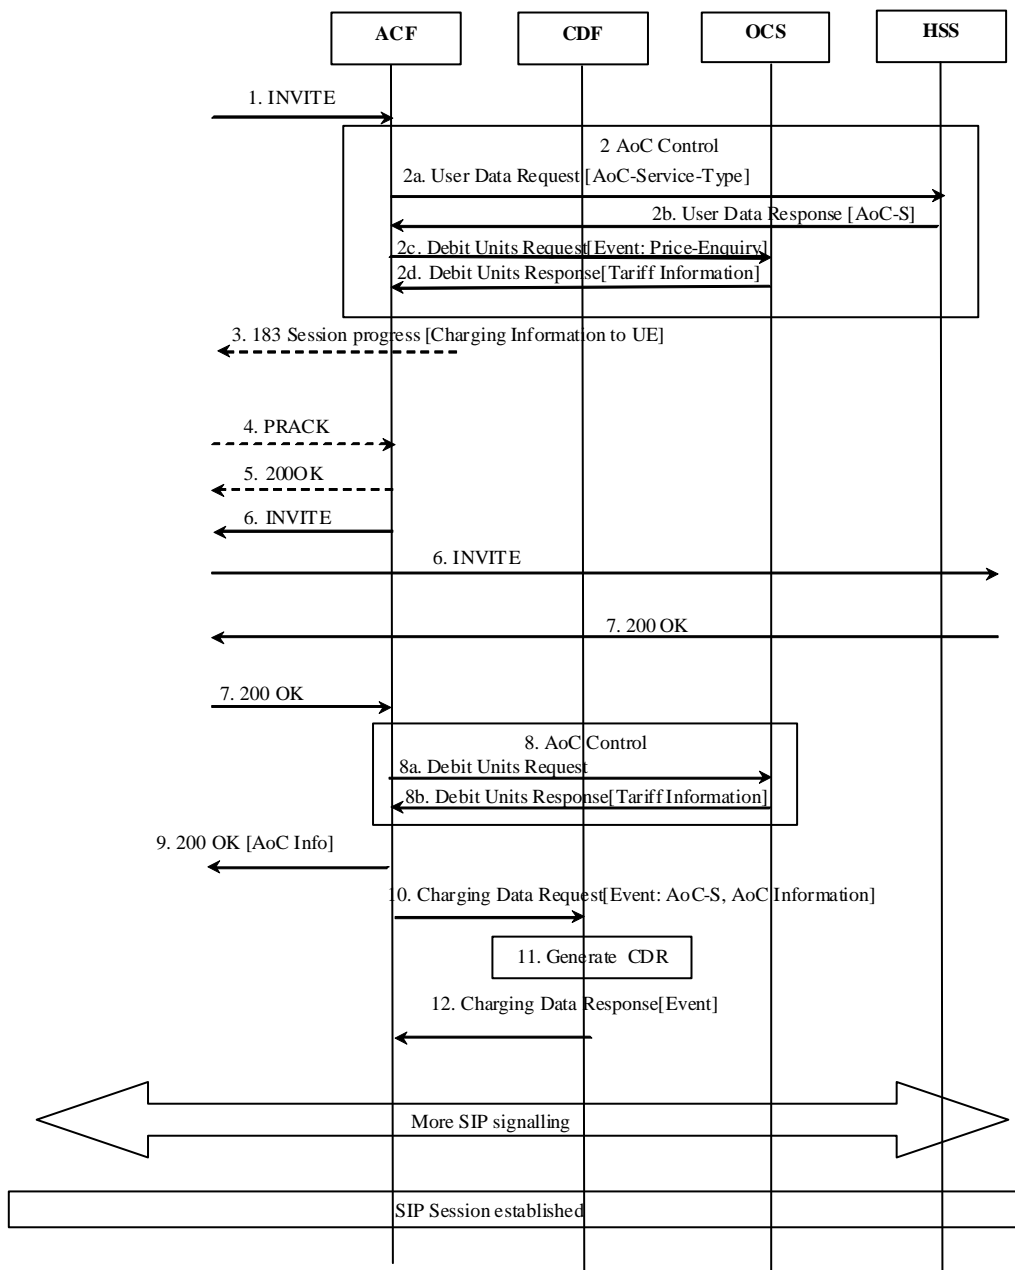 ACF
CDF
OCS
HSS
1. INVITE
2 AoC Control
2a. User Data Request [AoC-Service-Type]
2b. User Data Response [AoC-S]
2c. Debit Units Request[Event: Price-Enquiry]
2d. Debit Units Response[Tariff Information]
3. 183 Session progress [Charging Information to UE]
4. PRACK
5. 200OK
6. INVITE
6. INVITE
7. 200 OK
7. 200 OK
8. AoC Control
8a. Debit Units Request
8b. Debit Units Response[Tariff Information]
9. 200 OK [AoC Info]
10. Charging Data Request[Event: AoC-S, AoC Information]
11. Generate CDR
12. Charging Data Response[Event]
More SIP signalling
SIP Session established